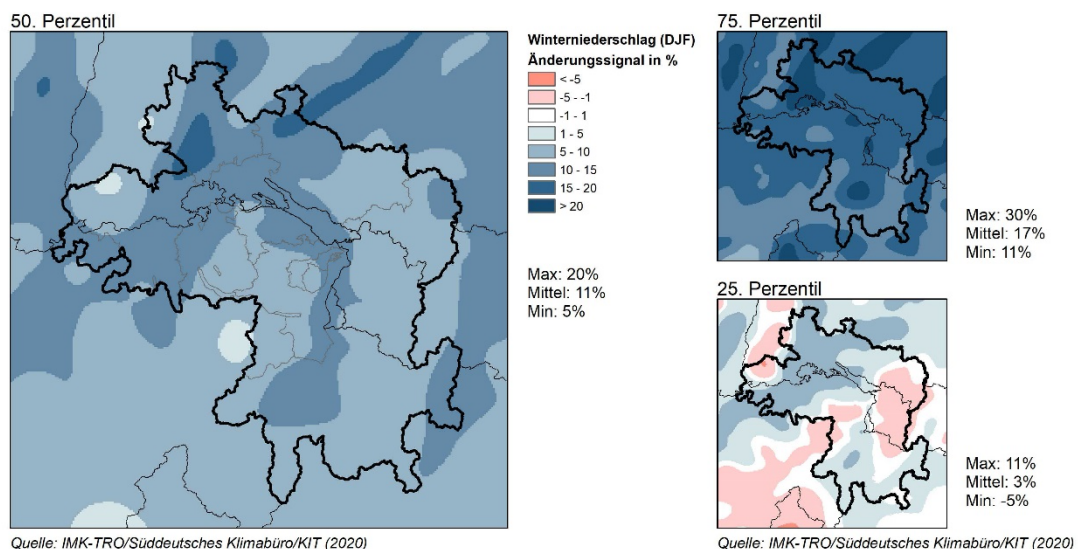 50. Perzentil
Winterniederschlag (DJF)
Änderungssignal in %
< -5
-5 - -1
-1 - 1
1 - 5
5 - 10
10 - 15
15 - 20
> 20
Max: 20%
Mittel: 11%
Min: 5%
Quelle: IMK-TRO/Süddeutsches Klimabüro/KIT (2020)
75. Perzentil
Max: 30%
Mittel: 17%
Min: 11%
25. Perzentil
Max: 11%
Mittel: 3%
Min: -5%
Quelle: IMK-TRO/Süddeutsches Klimabüro/KIT (2020)